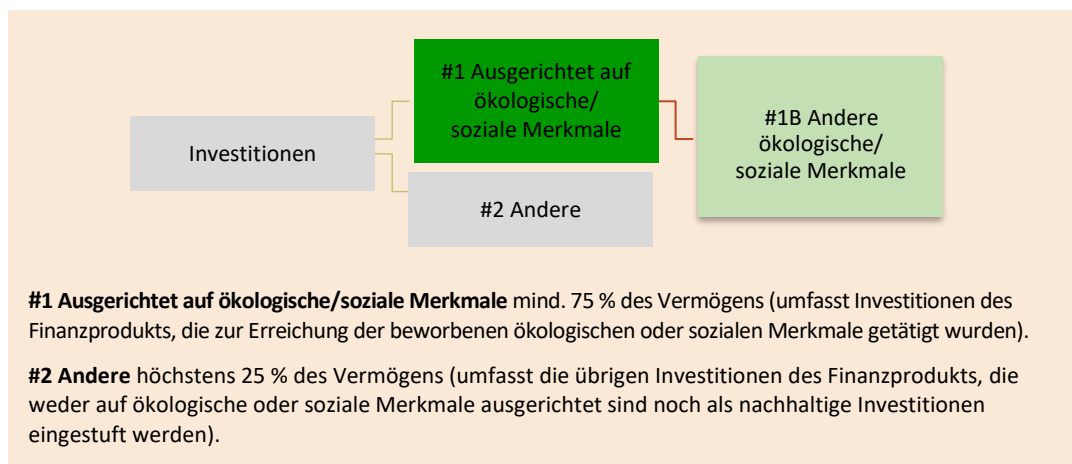 #1 Ausgerichtet auf
ökologische/
soziale Merkmale
#1B Andere
ökologische/
soziale Merkmale
Investitionen
#2 Andere
#1 Ausgerichtet auf ökologische/soziale Merkmale mind. 75 % des Vermögens (umfasst Investitionen des
Finanzprodukts, die zur Erreichung der beworbenen ökologischen oder sozialen Merkmale getätigt wurden).
#2 Andere höchstens 25 % des Vermögens (umfasst die übrigen Investitionen des Finanzprodukts, die
weder auf ökologische oder soziale Merkmale ausgerichtet sind noch als nachhaltige Investitionen
eingestuft werden).